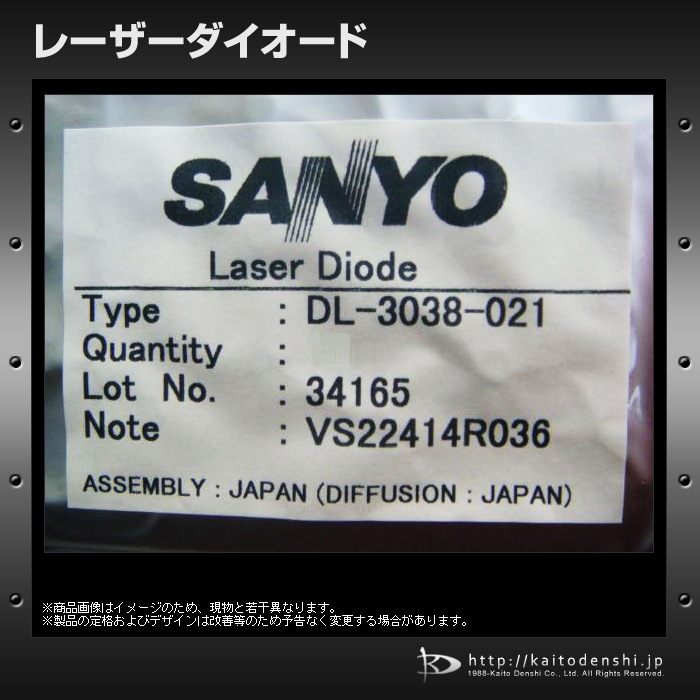 レーザーダイオード
SANYO
Laser Diode
Type : DL-3038-021
Quantity :
Lot No. : 34165
Note : VS22414R036
ASSEMBLY : JAPAN (DIFFUSION : JAPAN)
※商品画像はイメージのため、現物と若干異なります。
※製品の定格およびデザインは改善等のため予告なく変更する場合があります。
http://kaitodenshi.jp
1988-Kaito Denshi Co., Ltd. All Rights Reserved.